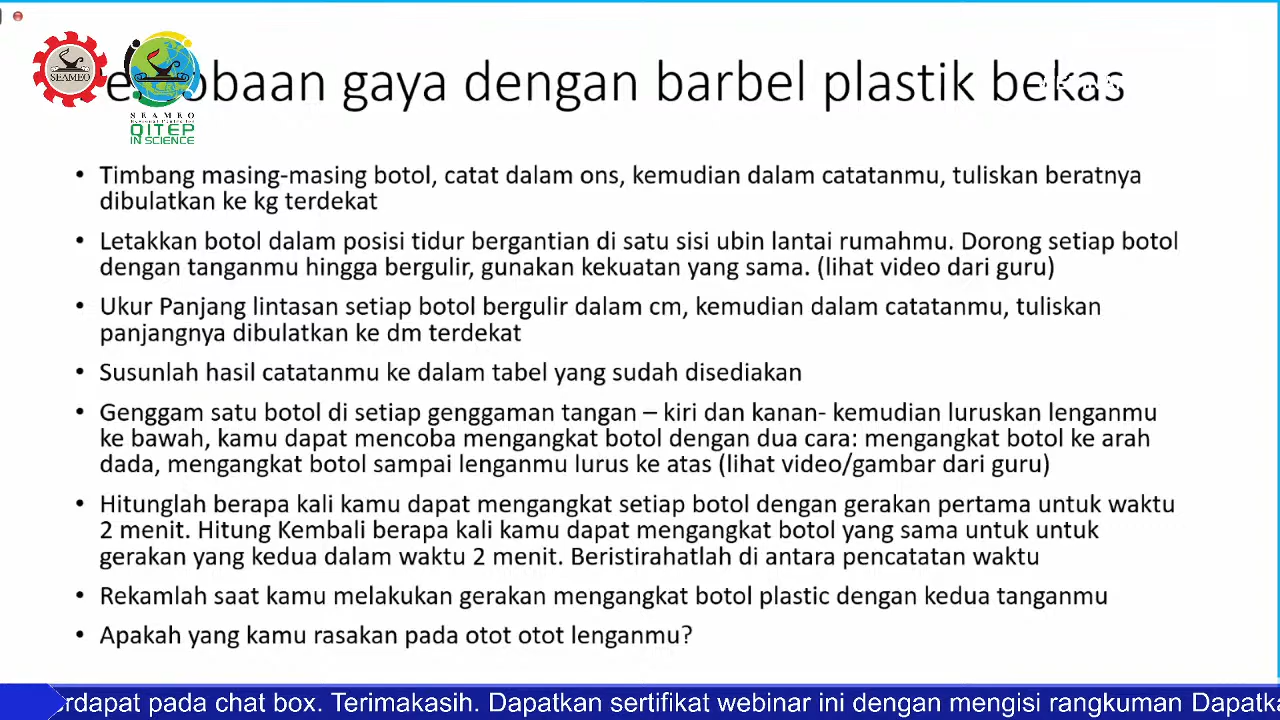 SEAMEO
SEAMEO
QITEP
IN SCIENCE
obaan gaya dengan barbel plastik bekas
• Timbang masing-masing botol, catat dalam ons, kemudian dalam catatanmu, tuliskan beratnya
dibulatkan ke kg terdekat
• Letakkan botol dalam posisi tidur bergantian di satu sisi ubin lantai rumahmu. Dorong setiap botol
dengan tanganmu hingga bergulir, gunakan kekuatan yang sama. (lihat video dari guru)
• Ukur Panjang lintasan setiap botol bergulir dalam cm, kemudian dalam catatanmu, tuliskan
panjangnya dibulatkan ke dm terdekat
• Susunlah hasil catatanmu ke dalam tabel yang sudah disediakan
• Genggam satu botol di setiap genggaman tangan – kiri dan kanan- kemudian luruskan lenganmu
ke bawah, kamu dapat mencoba mengangkat botol dengan dua cara: mengangkat botol ke arah
dada, mengangkat botol sampai lenganmu lurus ke atas (lihat video/gambar dari guru)
• Hitunglah berapa kali kamu dapat mengangkat setiap botol dengan gerakan pertama untuk waktu
2 menit. Hitung Kembali berapa kali kamu dapat mengangkat botol yang sama untuk untuk
gerakan yang kedua dalam waktu 2 menit. Beristirahatlah di antara pencatatan waktu
• Rekamlah saat kamu melakukan gerakan mengangkat botol plastic dengan kedua tanganmu
• Apakah yang kamu rasakan pada otot otot lenganmu?
rdapat pada chat box. Terimakasih. Dapatkan sertifikat webinar ini dengan mengisi rangkuman Dapatka